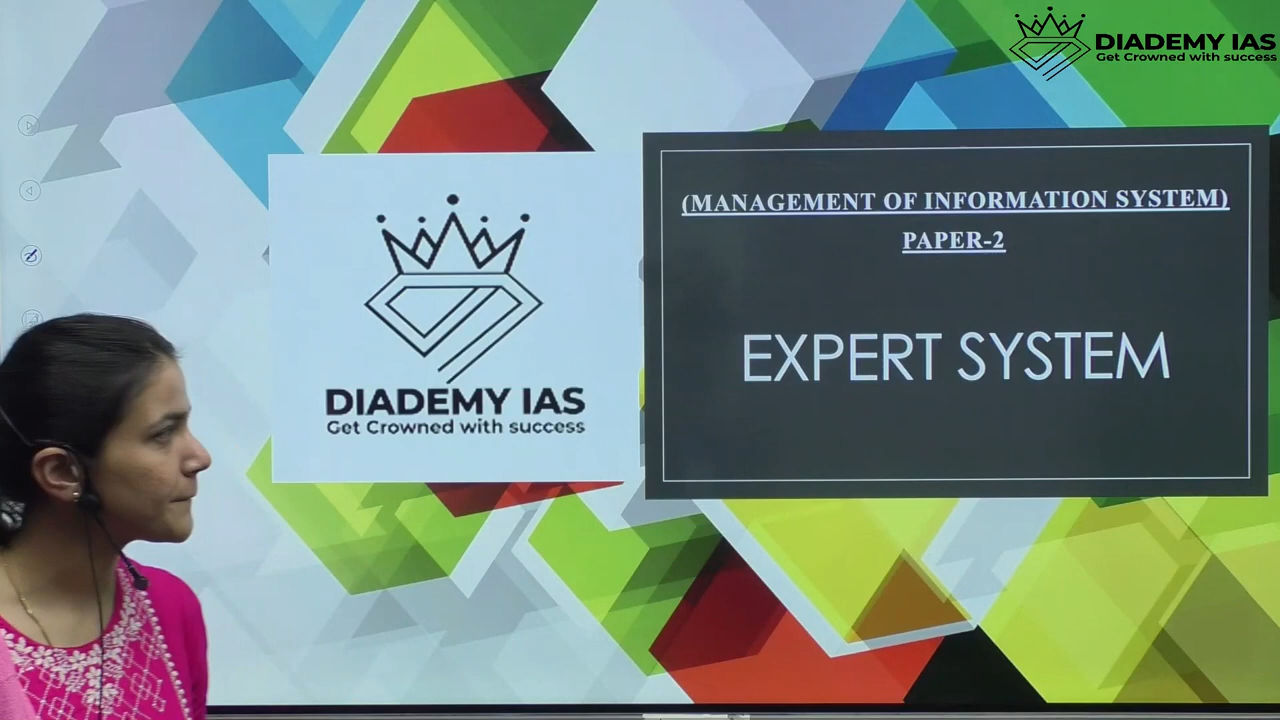 DIADEMY IAS
Get Crowned with success
(MANAGEMENT OF INFORMATION SYSTEM)
PAPER-2
EXPERT SYSTEM
DIADEMY IAS
Get Crowned with success